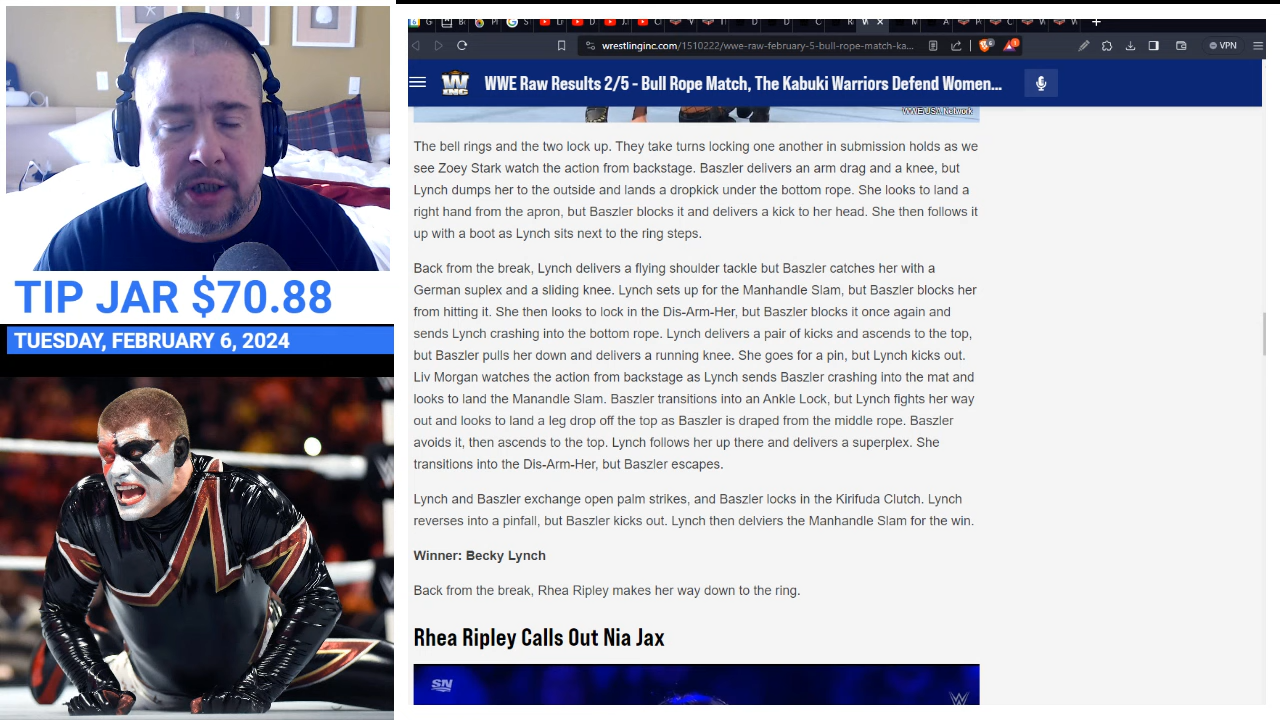 TIP JAR $70.88
TUESDAY, FEBRUARY 6, 2024
wrestlinginc.com/1510222/wwe-raw-february-5-bull-rope-match-ka...
VPN
W
ING
WWE Raw Results 2/5 - Bull Rope Match, The Kabuki Warriors Defend Women...
WWE/USA Network
The bell rings and the two lock up. They take turns locking one another in submission holds as we
see Zoey Stark watch the action from backstage. Baszler delivers an arm drag and a knee, but
Lynch dumps her to the outside and lands a dropkick under the bottom rope. She looks to land a
right hand from the apron, but Baszler blocks it and delivers a kick to her head. She then follows it
up with a boot as Lynch sits next to the ring steps.
Back from the break, Lynch delivers a flying shoulder tackle but Baszler catches her with a
German suplex and a sliding knee. Lynch sets up for the Manhandle Slam, but Baszler blocks her
from hitting it. She then looks to lock in the Dis-Arm-Her, but Baszler blocks it once again and
sends Lynch crashing into the bottom rope. Lynch delivers a pair of kicks and ascends to the top,
but Baszler pulls her down and delivers a running knee. She goes for a pin, but Lynch kicks out.
Liv Morgan watches the action from backstage as Lynch sends Baszler crashing into the mat and
looks to land the Manandle Slam. Baszler transitions into an Ankle Lock, but Lynch fights her way
out and looks to land a leg drop off the top as Baszler is draped from the middle rope. Baszler
avoids it, then ascends to the top. Lynch follows her up there and delivers a superplex. She
transitions into the Dis-Arm-Her, but Baszler escapes.
Lynch and Baszler exchange open palm strikes, and Baszler locks in the Kirifuda Clutch. Lynch
reverses into a pinfall, but Baszler kicks out. Lynch then delviers the Manhandle Slam for the win.
Winner: Becky Lynch
Back from the break, Rhea Ripley makes her way down to the ring.
Rhea Ripley Calls Out Nia Jax
SN